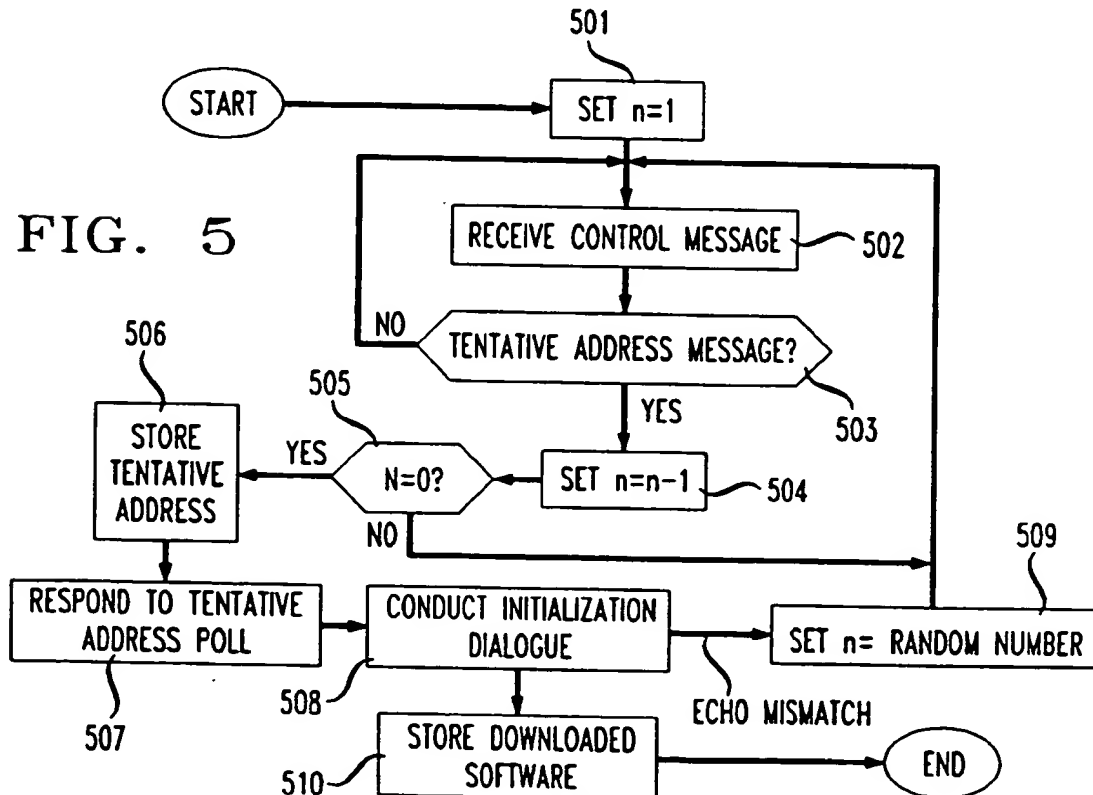 501
START
SET n=1
FIG. 5
RECEIVE CONTROL MESSAGE
502
NO
TENTATIVE ADDRESS MESSAGE?
503
YES
506
505
STORE
TENTATIVE
ADDRESS
YES
N=0?
SET n=n-1
504
NO
509
RESPOND TO TENTATIVE
ADDRESS POLL
507
CONDUCT INITIALIZATION
DIALOGUE
508
SET n= RANDOM NUMBER
ECHO MISMATCH
STORE DOWNLOADED
SOFTWARE
510
END